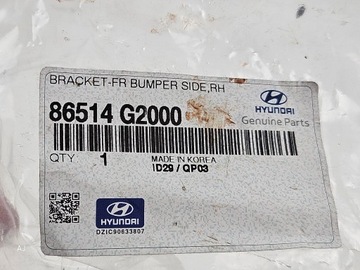 BRACKET-FR BUMPER SIDE,RH
86514 G2000
HYUNDAI
Genuine Parts
QTY 1
MADE IN KOREA
ID29 / QP03
HYUNDAI
DZIC90633807